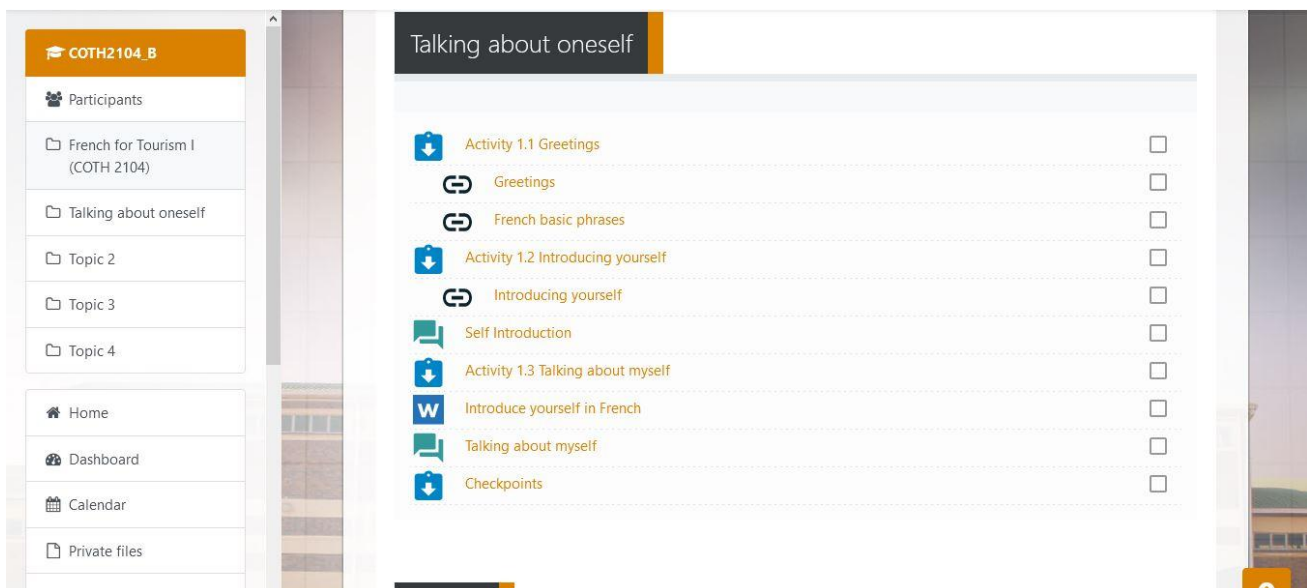 COTH2104_B
Participants
French for Tourism I
(COTH 2104)
Talking about oneself
Topic 2
Topic 3
Topic 4
Home
Dashboard
Calendar
Private files
Talking about oneself
Activity 1.1 Greetings
Greetings
French basic phrases
Activity 1.2 Introducing yourself
Introducing yourself
Self Introduction
Activity 1.3 Talking about myself
W
Introduce yourself in French
Talking about myself
Checkpoints